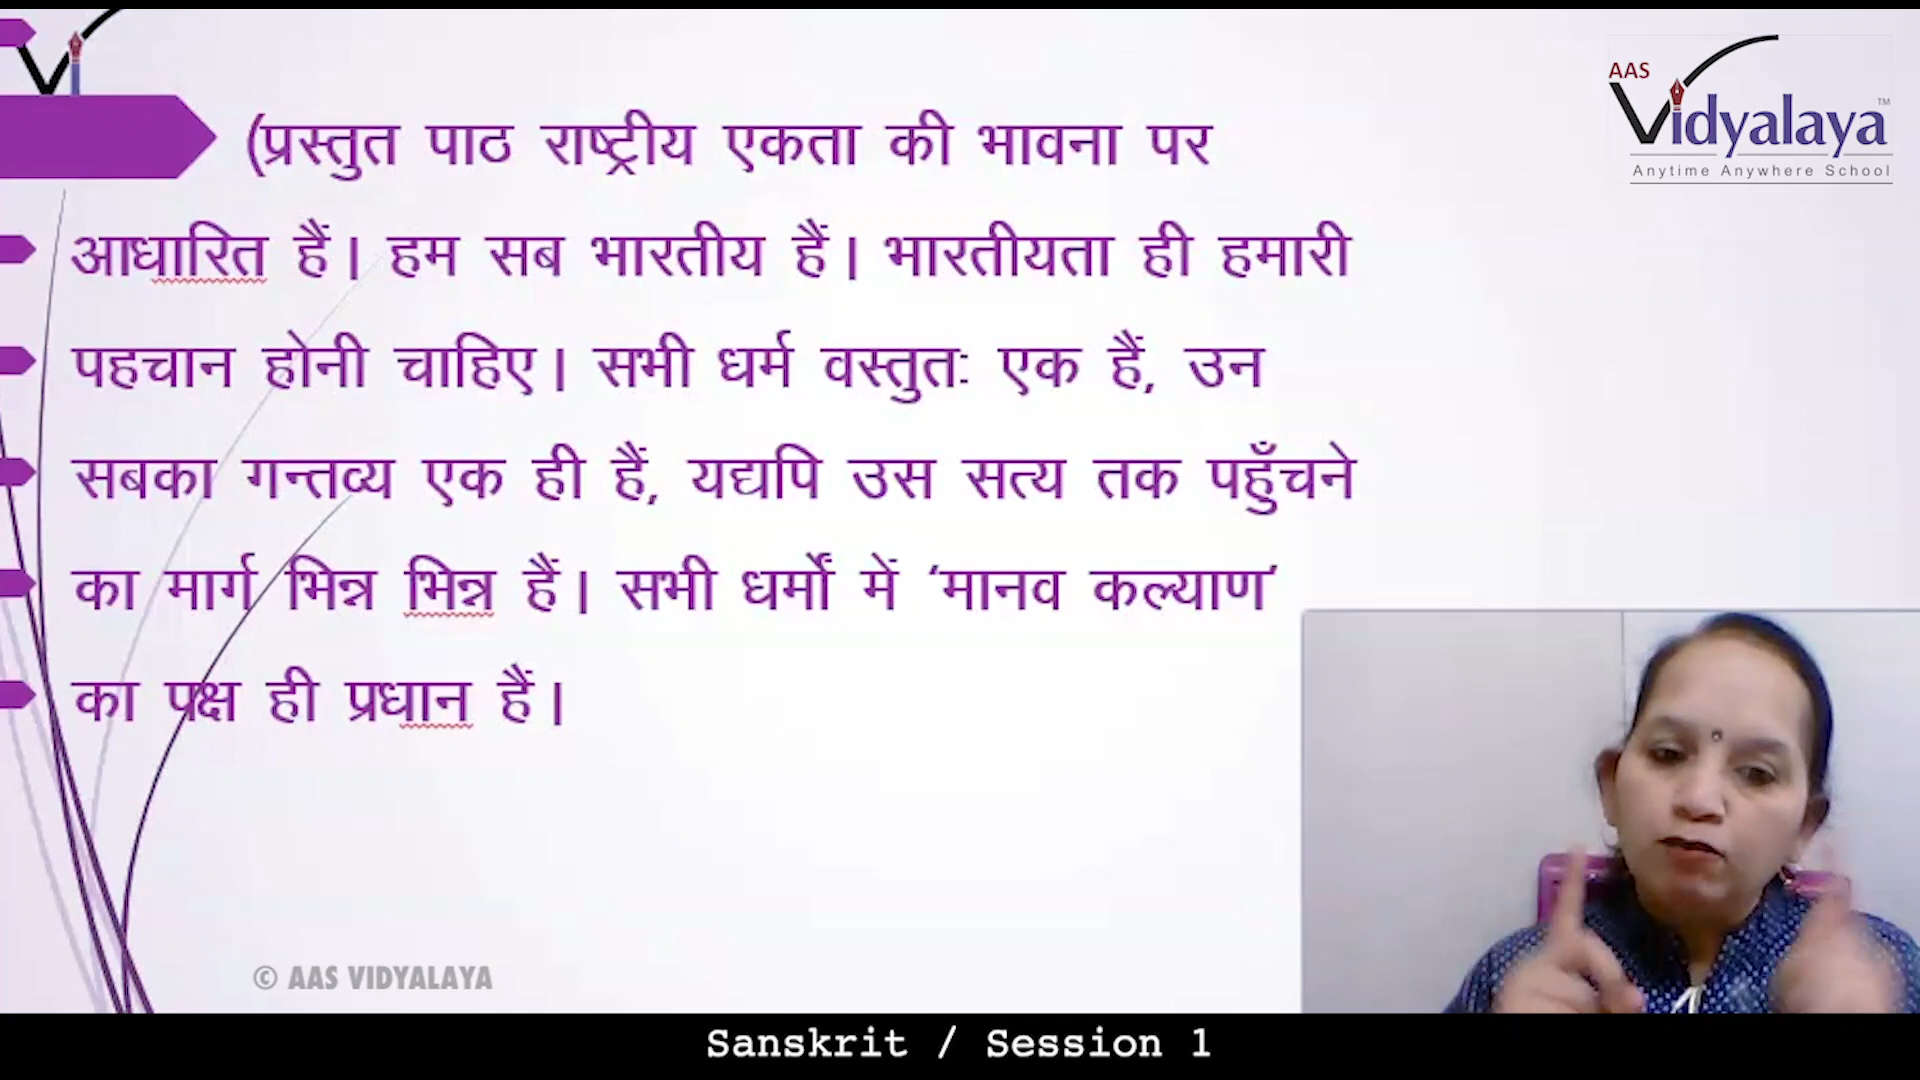 AAS
Vidyalaya™
Anytime Anywhere School
(प्रस्तुत पाठ राष्ट्रीय एकता की भावना पर
आधारित हैं। हम सब भारतीय हैं। भारतीयता ही हमारी
पहचान होनी चाहिए। सभी धर्म वस्तुतः एक हैं, उन
सबका गन्तव्य एक ही हैं, यद्यपि उस सत्य तक पहुँचने
का मार्ग भिन्न भिन्न हैं। सभी धर्मों में ‘मानव कल्याण’
का पक्ष ही प्रधान हैं।
© AAS VIDYALAYA
Sanskrit / Session 1